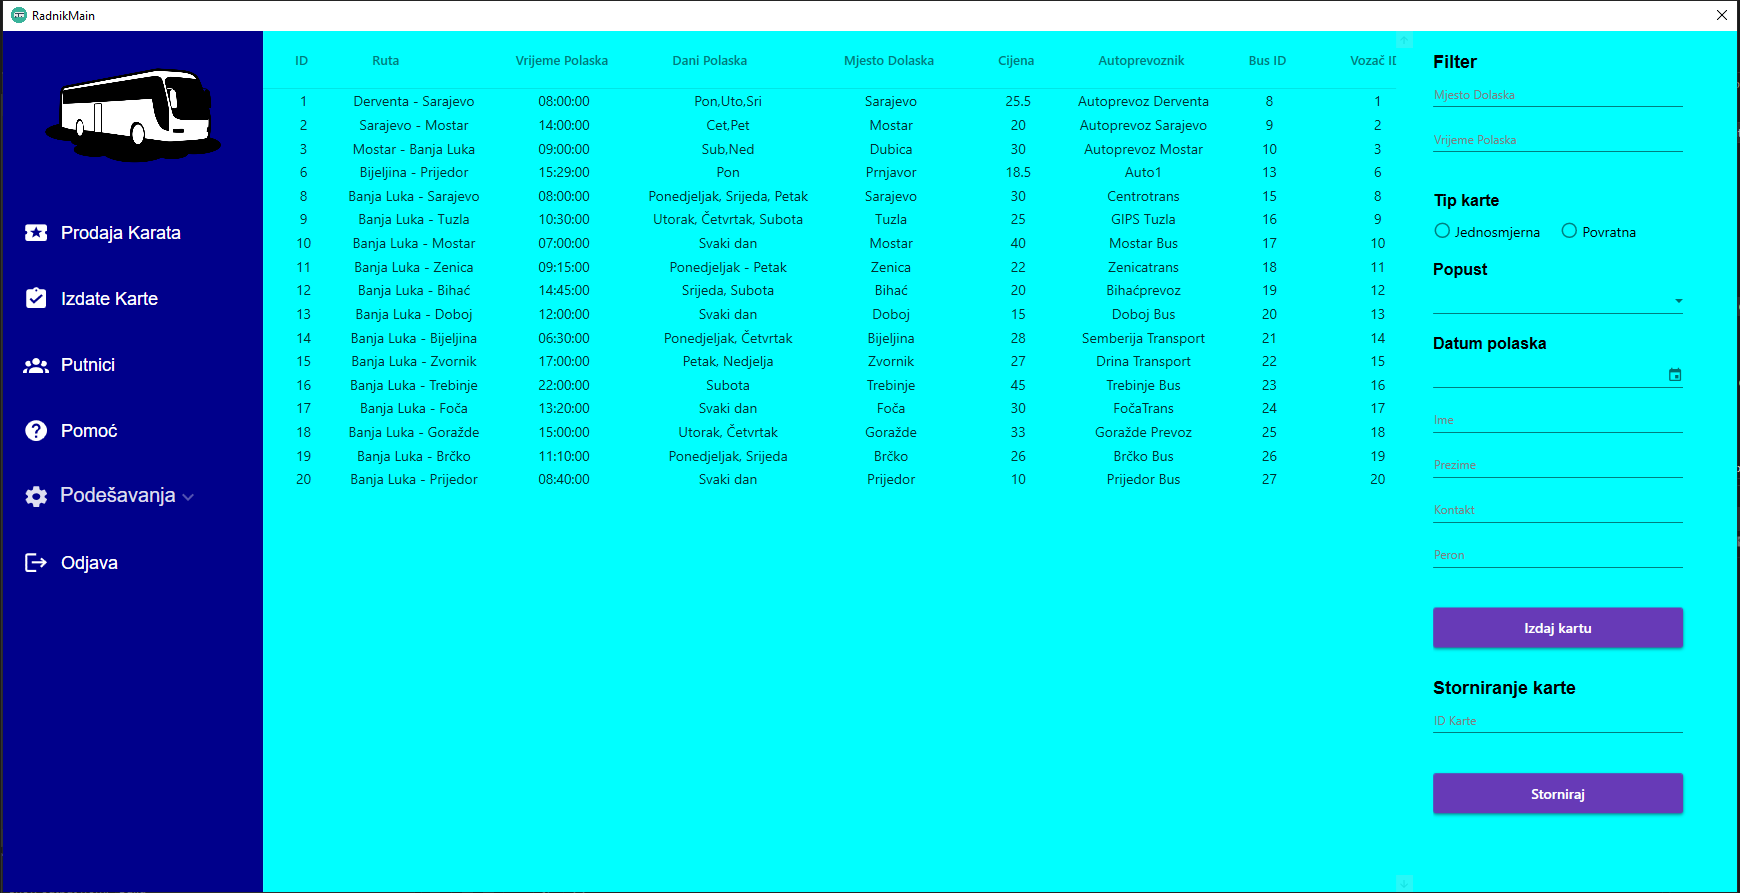 RadnikMain
Prodaja Karata
Izdate Karte
Putnici
Pomoć
Podešavanja
Odjava
ID Ruta Vrijeme Polaska Dani Polaska Mjesto Dolaska Cijena Autoprevoznik Bus ID Vozač ID
1 Derventa - Sarajevo 08:00:00 Pon,Uto,Sri Sarajevo 25.5 Autoprevoz Derventa 8 1
2 Sarajevo - Mostar 14:00:00 Cet,Pet Mostar 20 Autoprevoz Sarajevo 9 2
3 Mostar - Banja Luka 09:00:00 Sub,Ned Dubica 30 Autoprevoz Mostar 10 3
6 Bijeljina - Prijedor 15:29:00 Pon Prnjavor 18.5 Auto1 13 6
8 Banja Luka - Sarajevo 08:00:00 Ponedjeljak, Srijeda, Petak Sarajevo 30 Centrotrans 15 8
9 Banja Luka - Tuzla 10:30:00 Utorak, Četvrtak, Subota Tuzla 25 GIPS Tuzla 16 9
10 Banja Luka - Mostar 07:00:00 Svaki dan Mostar 40 Mostar Bus 17 10
11 Banja Luka - Zenica 09:15:00 Ponedjeljak - Petak Zenica 22 Zenicatrans 18 11
12 Banja Luka - Bihać 14:45:00 Srijeda, Subota Bihać 20 Bihaćprevoz 19 12
13 Banja Luka - Doboj 12:00:00 Svaki dan Doboj 15 Doboj Bus 20 13
14 Banja Luka - Bijeljina 06:30:00 Ponedjeljak, Četvrtak Bijeljina 28 Semberija Transport 21 14
15 Banja Luka - Zvornik 17:00:00 Petak, Nedjelja Zvornik 27 Drina Transport 22 15
16 Banja Luka - Trebinje 22:00:00 Subota Trebinje 45 Trebinje Bus 23 16
17 Banja Luka - Foča 13:20:00 Svaki dan Foča 30 FočaTrans 24 17
18 Banja Luka - Goražde 15:00:00 Utorak, Četvrtak Goražde 33 Goražde Prevoz 25 18
19 Banja Luka - Brčko 11:10:00 Ponedjeljak, Srijeda Brčko 26 Brčko Bus 26 19
20 Banja Luka - Prijedor 08:40:00 Svaki dan Prijedor 10 Prijedor Bus 27 20
Filter
Mjesto Dolaska
Vrijeme Polaska
Tip karte
Jednosmjerna Povratna
Popust
Datum polaska
Ime
Prezime
Kontakt
Peron
Izdaj kartu
Storniranje karte
ID Karte
Storniraj